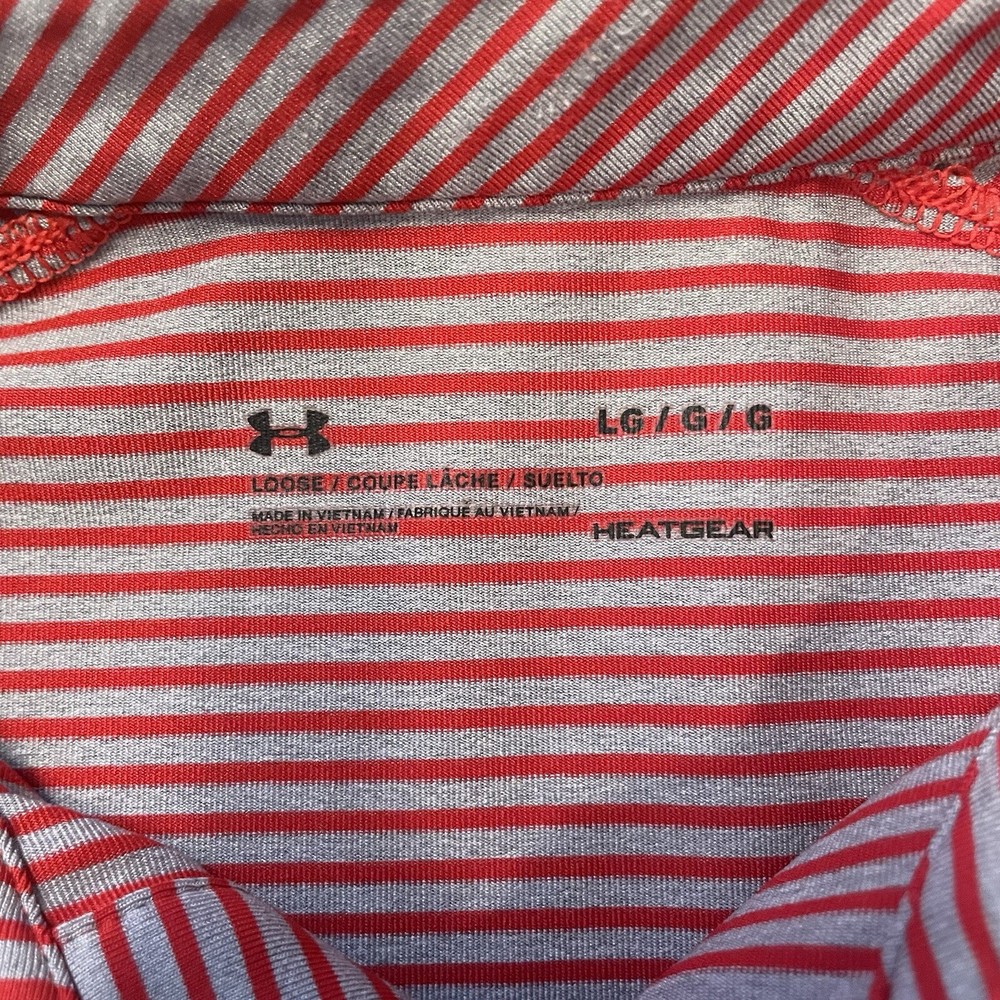 LG / G / G
LOOSE / COUPE LÂCHE / SUELTO
MADE IN VIETNAM / FABRIQUÉ AU VIETNAM /
HECHO EN VIETNAM
HEATGEAR